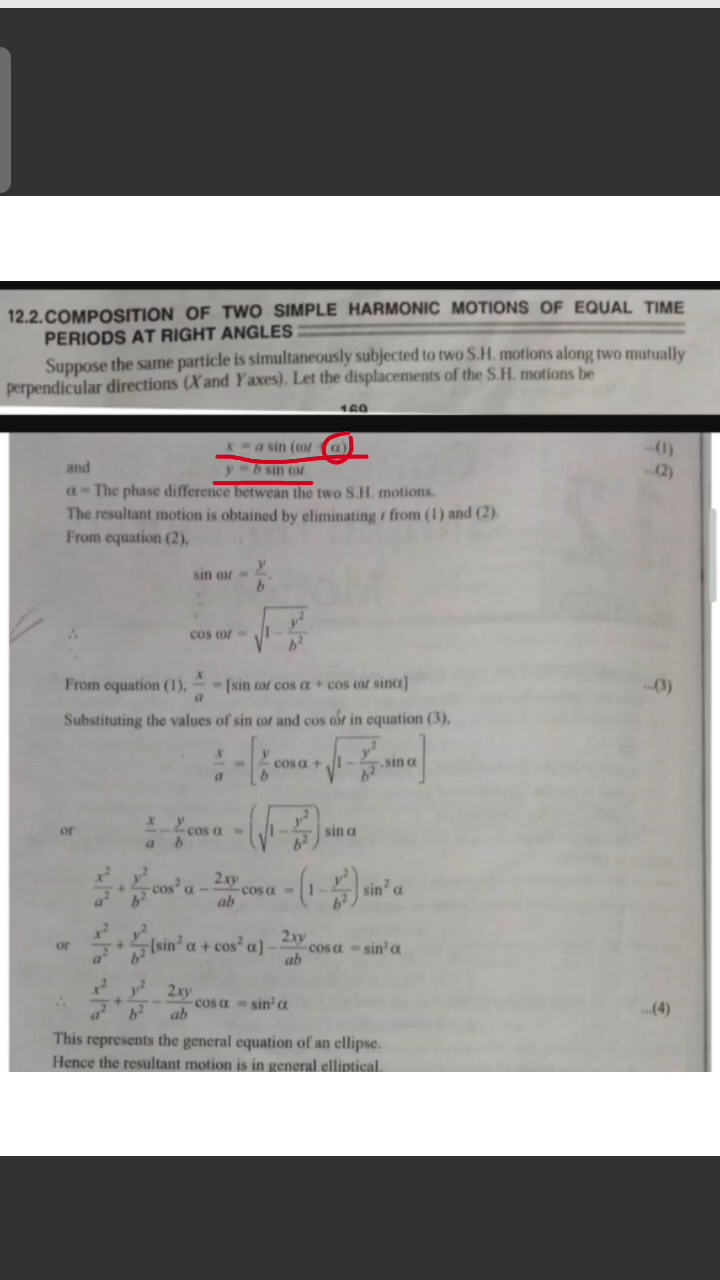 12.2. COMPOSITION OF TWO SIMPLE HARMONIC MOTIONS OF EQUAL TIME
PERIODS AT RIGHT ANGLES
Suppose the same particle is simultaneously subjected to two S.H. motions along two mutually
perpendicular directions (X and Y axes). Let the displacements of the S.H. motions be
169
x = a sin (ωt + α) ...(1)
and y = b sin ωt ...(2)
α = The phase difference betwean the two S.H. motions.
The resultant motion is obtained by eliminating t from (1) and (2).
From equation (2),
sin ωt = y/b.
∴ cos ωt = √(1 − y²/b²)
From equation (1), x/a = [sin ωt cos α + cos ωt sinα] ...(3)
Substituting the values of sin ωt and cos ωt in equation (3),
x/a = [y/b cos α + √(1 − y²/b²) . sin α]
or x/a − y/b cos α = (√(1 − y²/b²)) sin α
x²/a² + y²/b² cos² α − 2xy/ab cos α = (1 − y²/b²) sin² α
or x²/a² + y²/b² [sin² α + cos² α] − 2xy/ab cos α = sin² α
∴ x²/a² + y²/b² − 2xy/ab cos α = sin² α ...(4)
This represents the general equation of an ellipse.
Hence the resultant motion is in general elliptical.